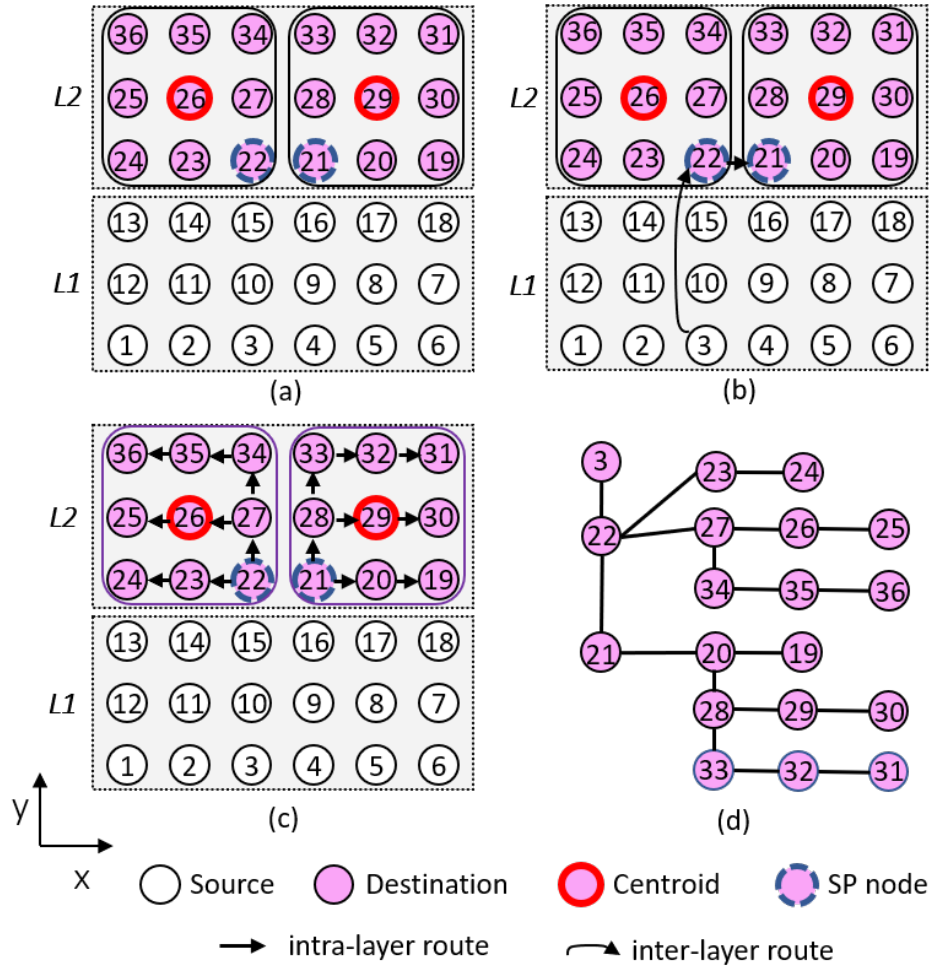 36 35 34 33 32 31
L2 25 26 27 28 29 30
24 23 22 21 20 19
13 14 15 16 17 18
L1 12 11 10 9 8 7
1 2 3 4 5 6
(a)
36 35 34 33 32 31
L2 25 26 27 28 29 30
24 23 22 21 20 19
13 14 15 16 17 18
L1 12 11 10 9 8 7
1 2 3 4 5 6
(b)
36 35 34 33 32 31
L2 25 26 27 28 29 30
24 23 22 21 20 19
13 14 15 16 17 18
L1 12 11 10 9 8 7
1 2 3 4 5 6
(c)
y
x
3 23 24
22 27 26 25
34 35 36
21 20 19
28 29 30
33 32 31
(d)
Source Destination Centroid SP node
intra-layer route inter-layer route